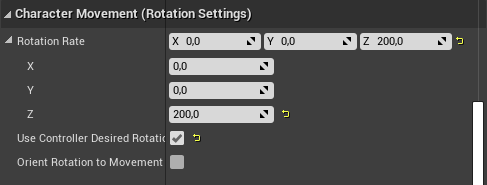 Character Movement (Rotation Settings)
Rotation Rate X 0,0 Y 0,0 Z 200,0
X 0,0
Y 0,0
Z 200,0
Use Controller Desired Rotatio
Orient Rotation to Movement